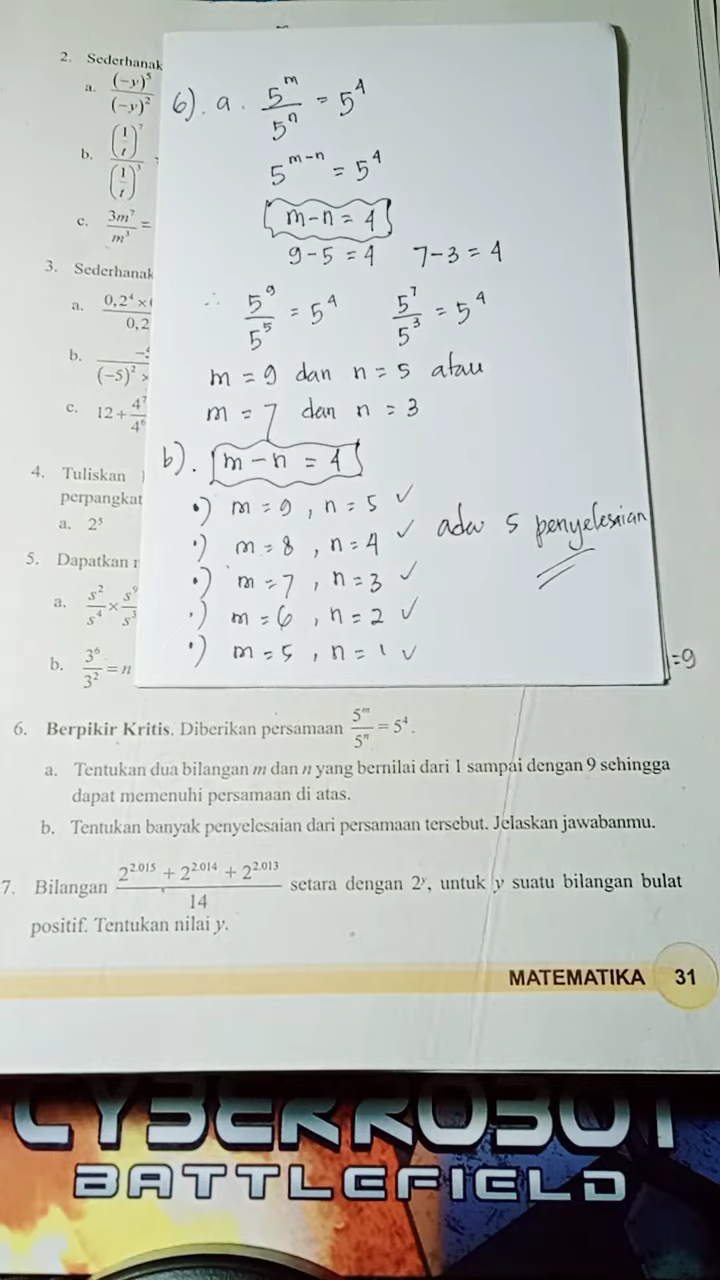 2. Sederhanak
a. (-y)⁵ / (-y)²
b. (1/t)⁷ / (1/t)³
c. 3m⁷ / m³ =
3. Sederhanak
a. 0,2⁴ × / 0,2
b. (-5)² ×
c. 12 + 4⁷ / 4⁶
4. Tuliskan
perpangkat
a. 2⁵
5. Dapatkan
a. s² / s⁴ × s⁹ / s³
b. 3⁶ / 3² = n
=9
6). a. 5^m / 5^n = 5⁴
5^(m-n) = 5⁴
m-n = 4
9-5 = 4 7-3 = 4
∴ 5⁹ / 5⁵ = 5⁴ 5⁷ / 5³ = 5⁴
m = 9 dan n = 5 atau
m = 7 dan n = 3
b). m - n = 4
•) m = 9 , n = 5 ✓
•) m = 8 , n = 4 ✓ ada 5 penyelesaian
•) m = 7 , n = 3 ✓
•) m = 6 , n = 2 ✓
•) m = 5 , n = 1 ✓
6. Berpikir Kritis. Diberikan persamaan 5^m / 5^n = 5⁴.
a. Tentukan dua bilangan m dan n yang bernilai dari 1 sampai dengan 9 sehingga
dapat memenuhi persamaan di atas.
b. Tentukan banyak penyelesaian dari persamaan tersebut. Jelaskan jawabanmu.
7. Bilangan (2^2.015 + 2^2.014 + 2^2.013) / 14 setara dengan 2^y, untuk y suatu bilangan bulat
positif. Tentukan nilai y.
MATEMATIKA 31
CYBERROBOT
BATTLEFIELD